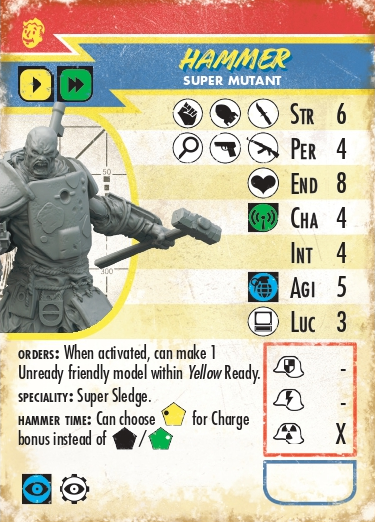 HAMMER
SUPER MUTANT
STR 6
PER 4
END 8
CHA 4
INT 4
AGI 5
LUC 3
50
300
ORDERS: When activated, can make 1
Unready friendly model within Yellow Ready.
SPECIALITY: Super Sledge.
HAMMER TIME: Can choose for Charge
bonus instead of /
-
-
X